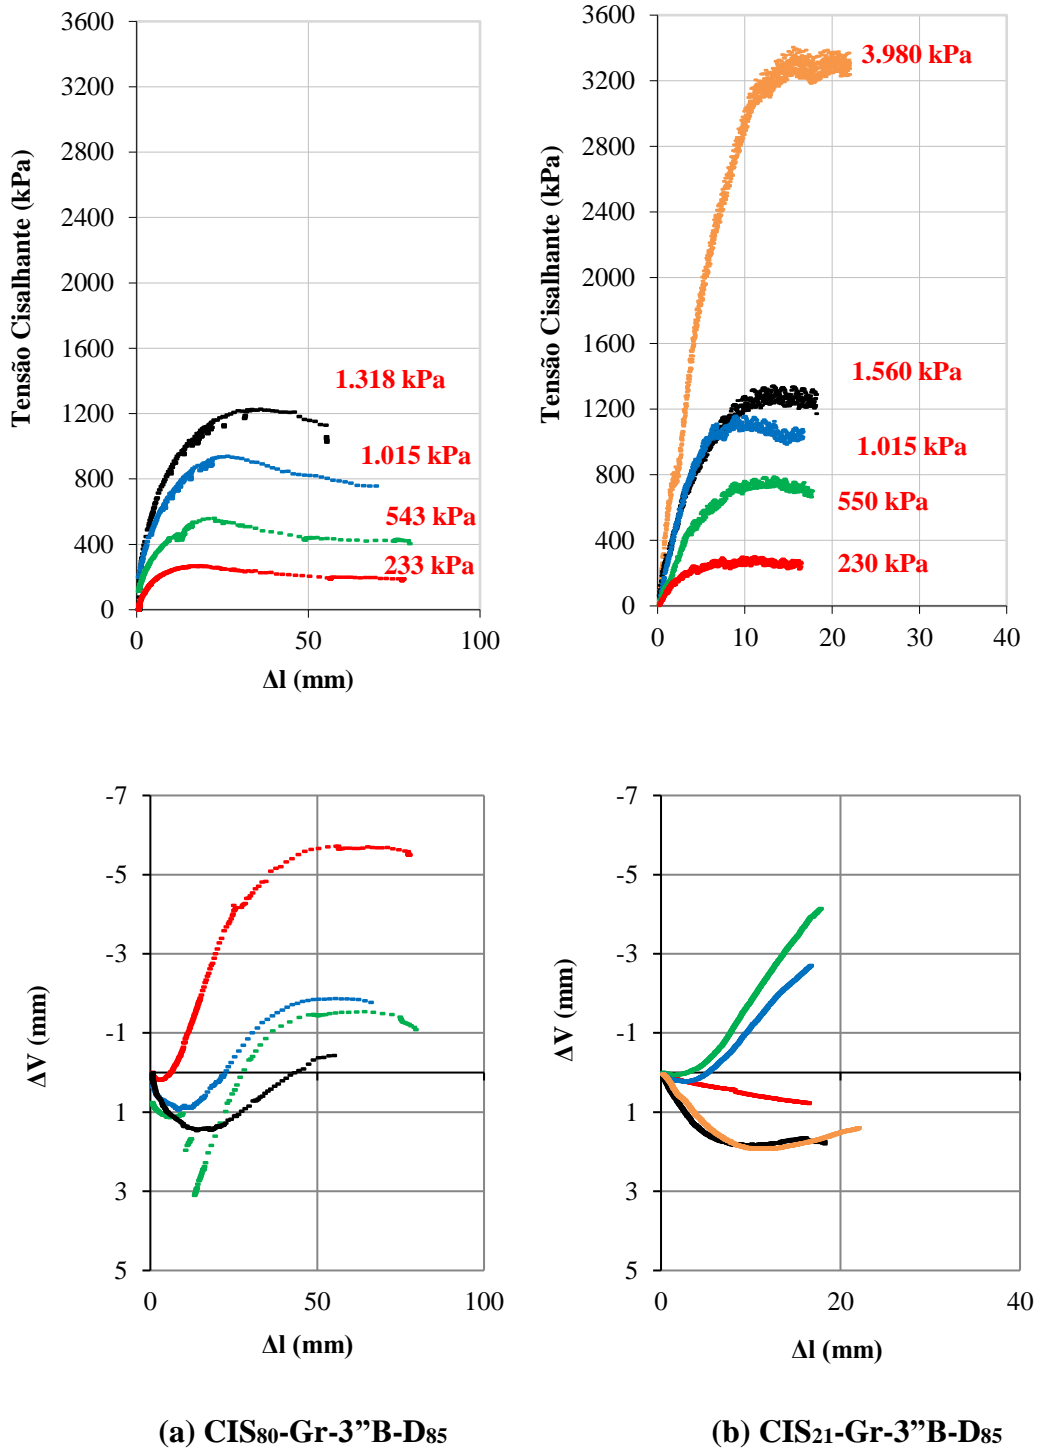 Tensão Cisalhante (kPa)
3600
3200
2800
2400
2000
1600
1200
800
400
0
1.318 kPa
1.015 kPa
543 kPa
233 kPa
0 50 100
Δl (mm)
Tensão Cisalhante (kPa)
3600
3200
2800
2400
2000
1600
1200
800
400
0
3.980 kPa
1.560 kPa
1.015 kPa
550 kPa
230 kPa
0 10 20 30 40
ΔV (mm)
-7
-5
-3
-1
1
3
5
0 50 100
Δl (mm)
ΔV (mm)
-7
-5
-3
-1
1
3
5
0 20 40
Δl (mm)
(a) CIS80-Gr-3”B-D85
(b) CIS21-Gr-3”B-D85